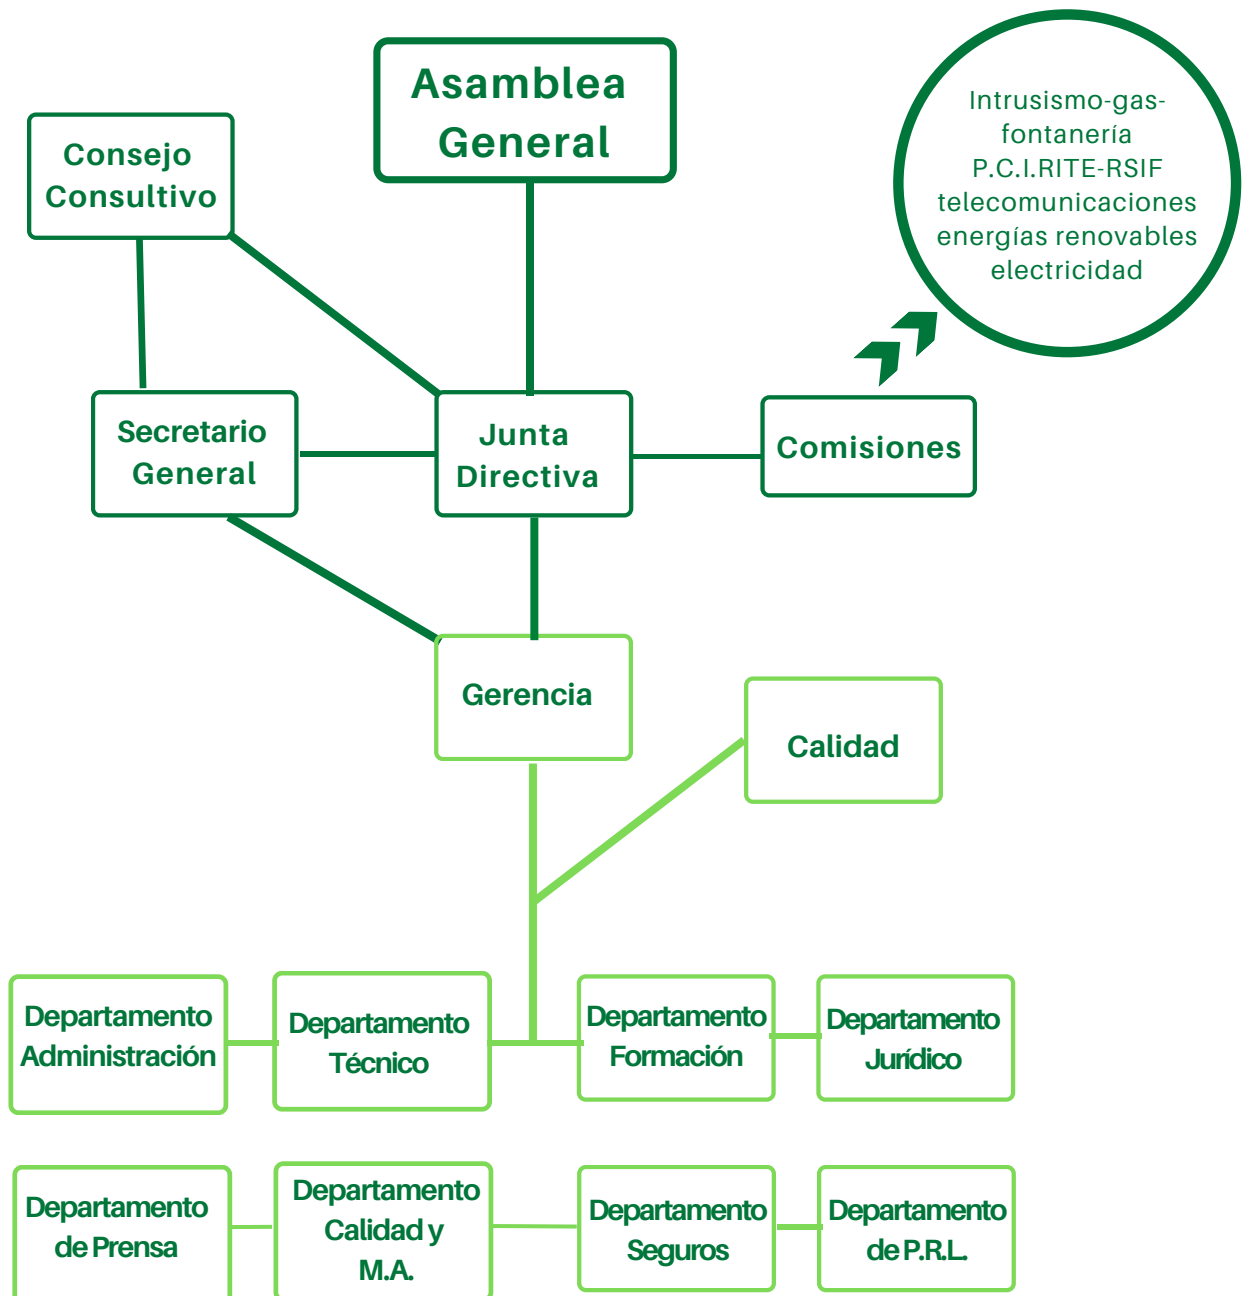 Asamblea
General
Intrusismo-gas-
fontanería
P.C.I.RITE-RSIF
telecomunicaciones
energías renovables
electricidad
Consejo
Consultivo
Secretario
General
Junta
Directiva
Comisiones
Gerencia
Calidad
Departamento
Administración
Departamento
Técnico
Departamento
Formación
Departamento
Jurídico
Departamento
de Prensa
Departamento
Calidad y
M.A.
Departamento
Seguros
Departamento
de P.R.L.